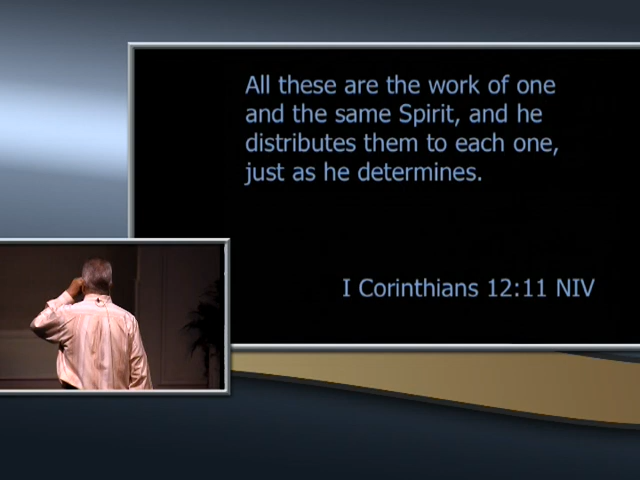 All these are the work of one
and the same Spirit, and he
distributes them to each one,
just as he determines.
I Corinthians 12:11 NIV